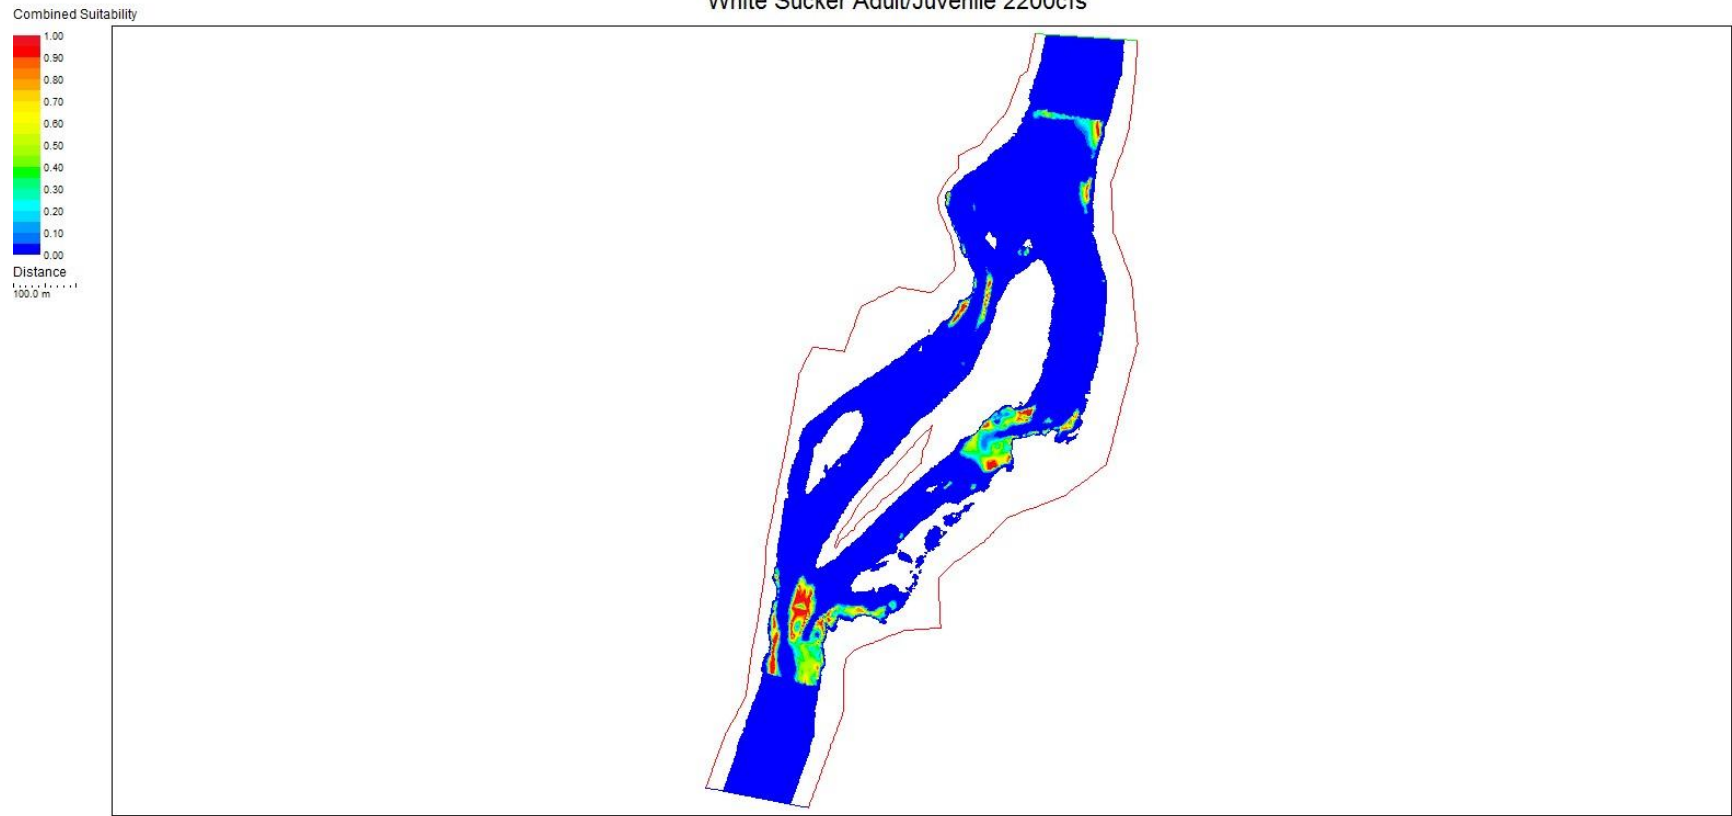 White Sucker Adult/Juvenile 2200cfs
Combined Suitability
1.00
0.90
0.80
0.70
0.60
0.50
0.40
0.30
0.20
0.10
0.00
Distance
100.0 m